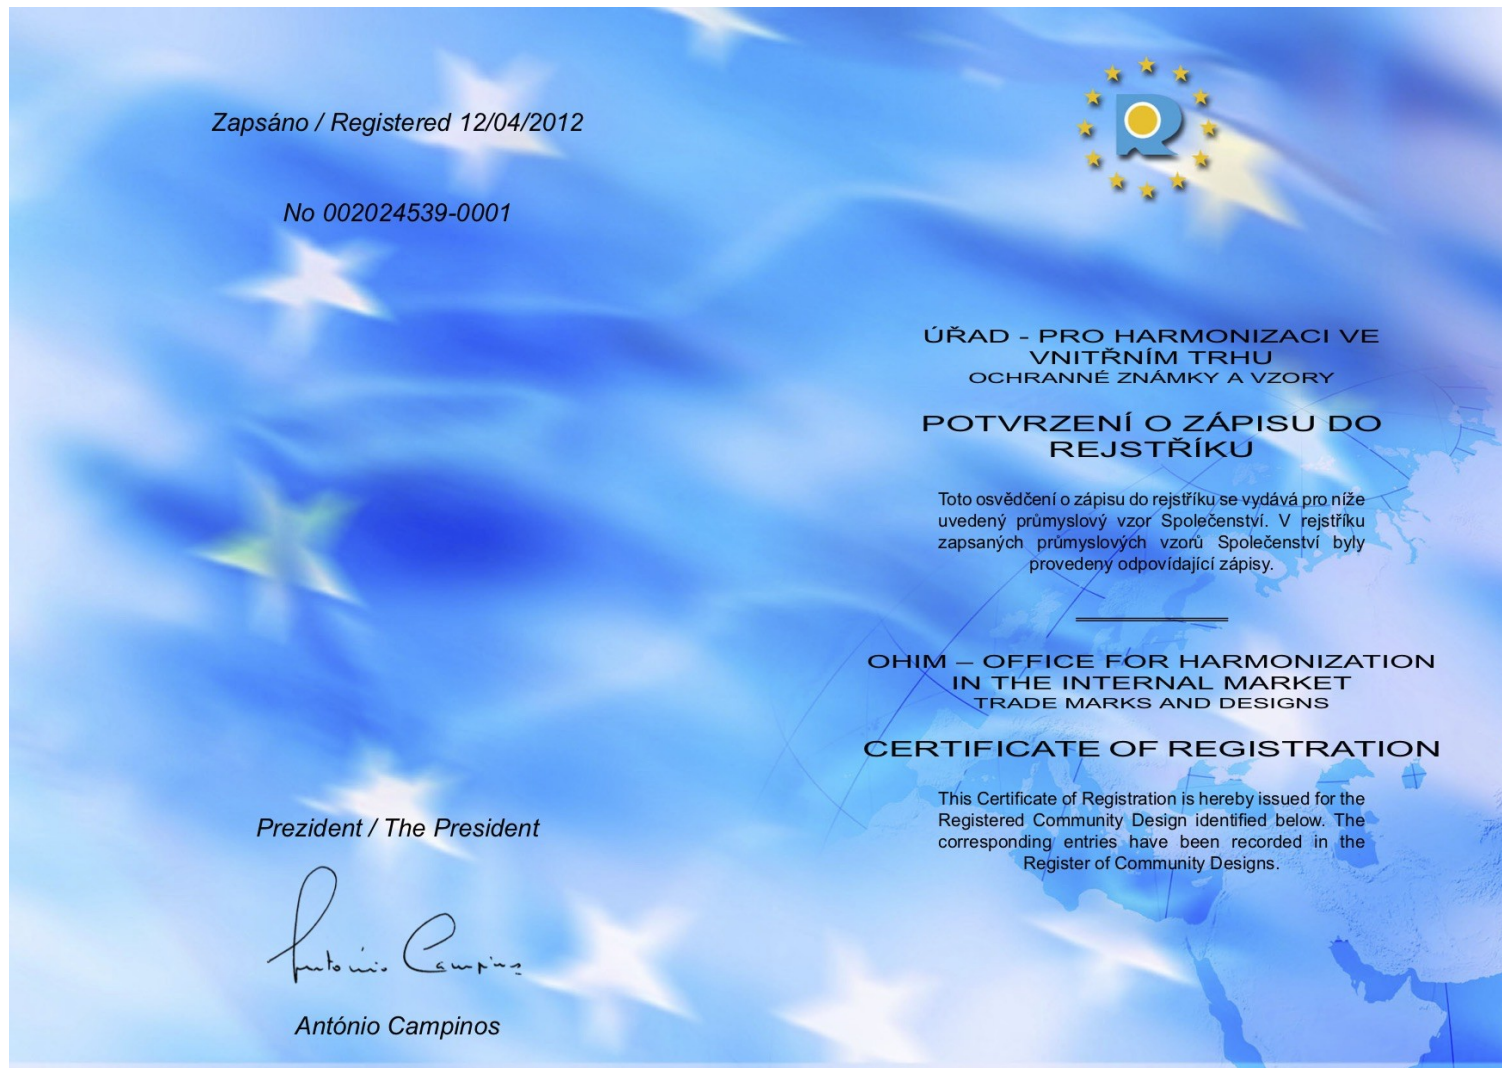 Zapsáno / Registered 12/04/2012
No 002024539-0001
Prezident / The President
António Campinos
António Campinos
R
ÚŘAD - PRO HARMONIZACI VE
VNITŘNÍM TRHU
OCHRANNÉ ZNÁMKY A VZORY
POTVRZENÍ O ZÁPISU DO
REJSTŘÍKU
Toto osvědčení o zápisu do rejstříku se vydává pro níže
uvedený průmyslový vzor Společenství. V rejstříku
zapsaných průmyslových vzorů Společenství byly
provedeny odpovídající zápisy.
OHIM – OFFICE FOR HARMONIZATION
IN THE INTERNAL MARKET
TRADE MARKS AND DESIGNS
CERTIFICATE OF REGISTRATION
This Certificate of Registration is hereby issued for the
Registered Community Design identified below. The
corresponding entries have been recorded in the
Register of Community Designs.